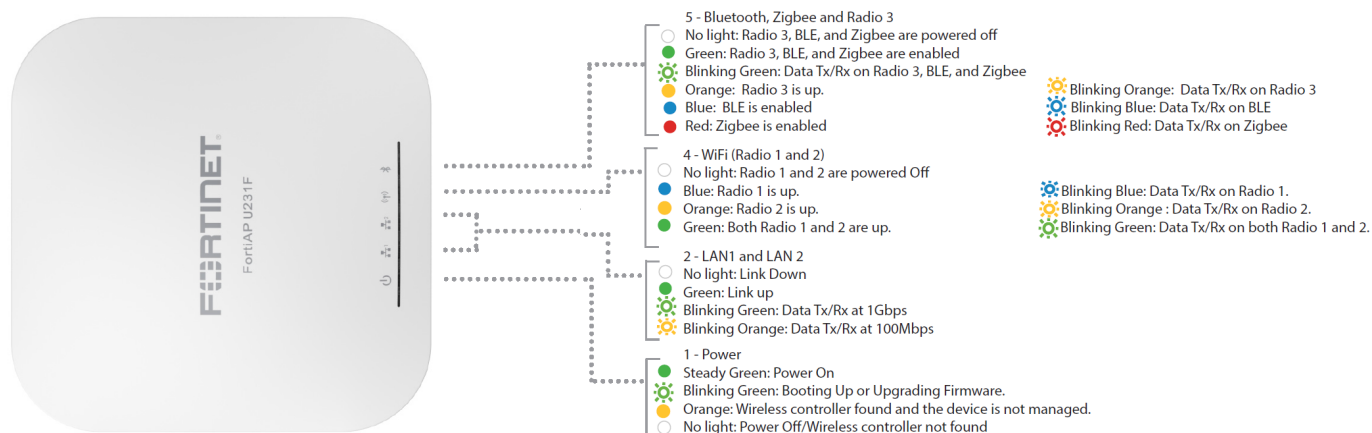 FORTINET
FortiAP U231F
5 - Bluetooth, Zigbee and Radio 3
No light: Radio 3, BLE, and Zigbee are powered off
Green: Radio 3, BLE, and Zigbee are enabled
Blinking Green: Data Tx/Rx on Radio 3, BLE, and Zigbee
Orange: Radio 3 is up.
Blinking Orange: Data Tx/Rx on Radio 3
Blue: BLE is enabled
Blinking Blue: Data Tx/Rx on BLE
Red: Zigbee is enabled
Blinking Red: Data Tx/Rx on Zigbee
4 - WiFi (Radio 1 and 2)
No light: Radio 1 and 2 are powered Off
Blue: Radio 1 is up.
Blinking Blue: Data Tx/Rx on Radio 1.
Orange: Radio 2 is up.
Blinking Orange : Data Tx/Rx on Radio 2.
Green: Both Radio 1 and 2 are up.
Blinking Green: Data Tx/Rx on both Radio 1 and 2.
2 - LAN1 and LAN 2
No light: Link Down
Green: Link up
Blinking Green: Data Tx/Rx at 1Gbps
Blinking Orange: Data Tx/Rx at 100Mbps
1 - Power
Steady Green: Power On
Blinking Green: Booting Up or Upgrading Firmware.
Orange: Wireless controller found and the device is not managed.
No light: Power Off/Wireless controller not found